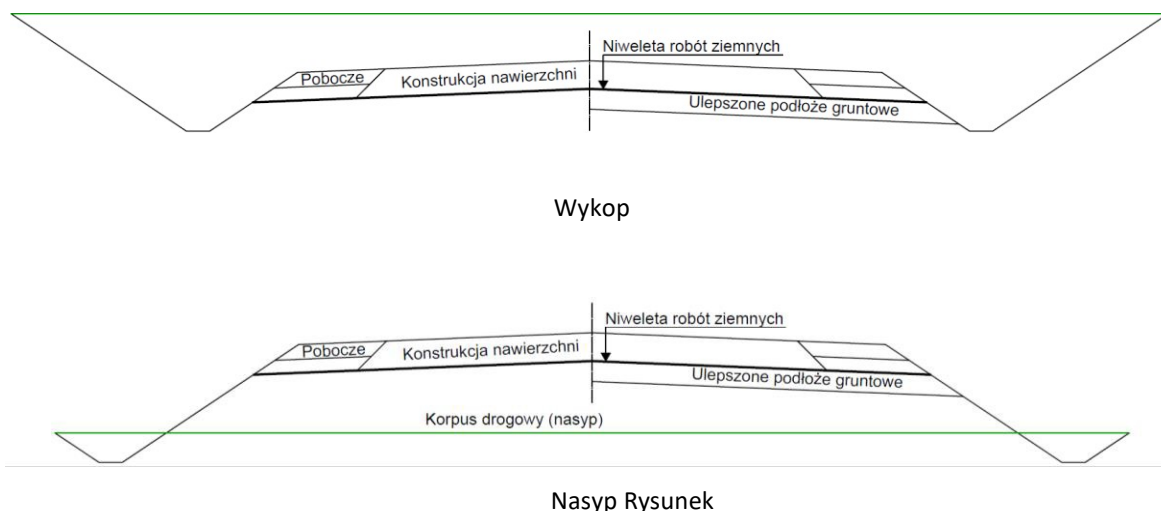 Niweleta robót ziemnych
Pobocze
Konstrukcja nawierzchni
Ulepszone podłoże gruntowe
Wykop
Niweleta robót ziemnych
Pobocze
Konstrukcja nawierzchni
Ulepszone podłoże gruntowe
Korpus drogowy (nasyp)
Nasyp Rysunek